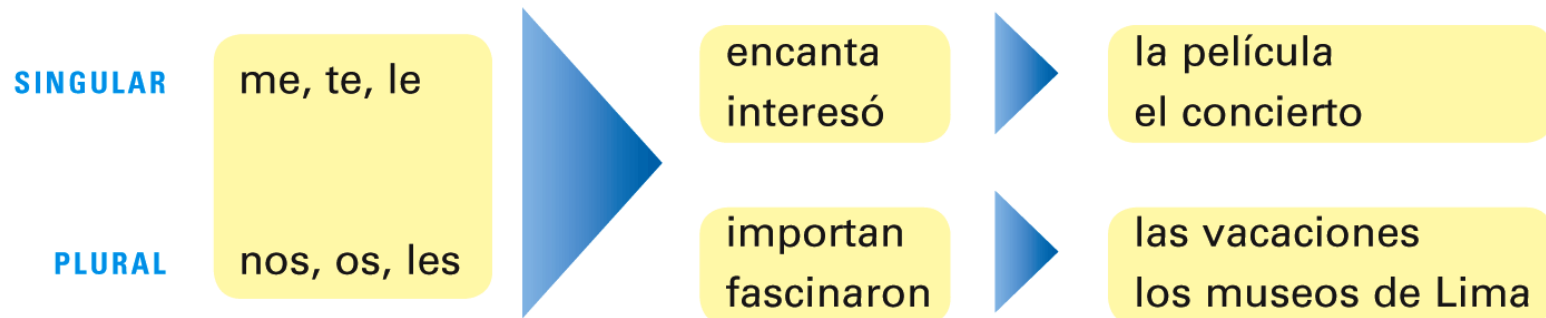 SINGULAR me, te, le
encanta la película
interesó el concierto
PLURAL nos, os, les
importan las vacaciones
fascinaron los museos de Lima